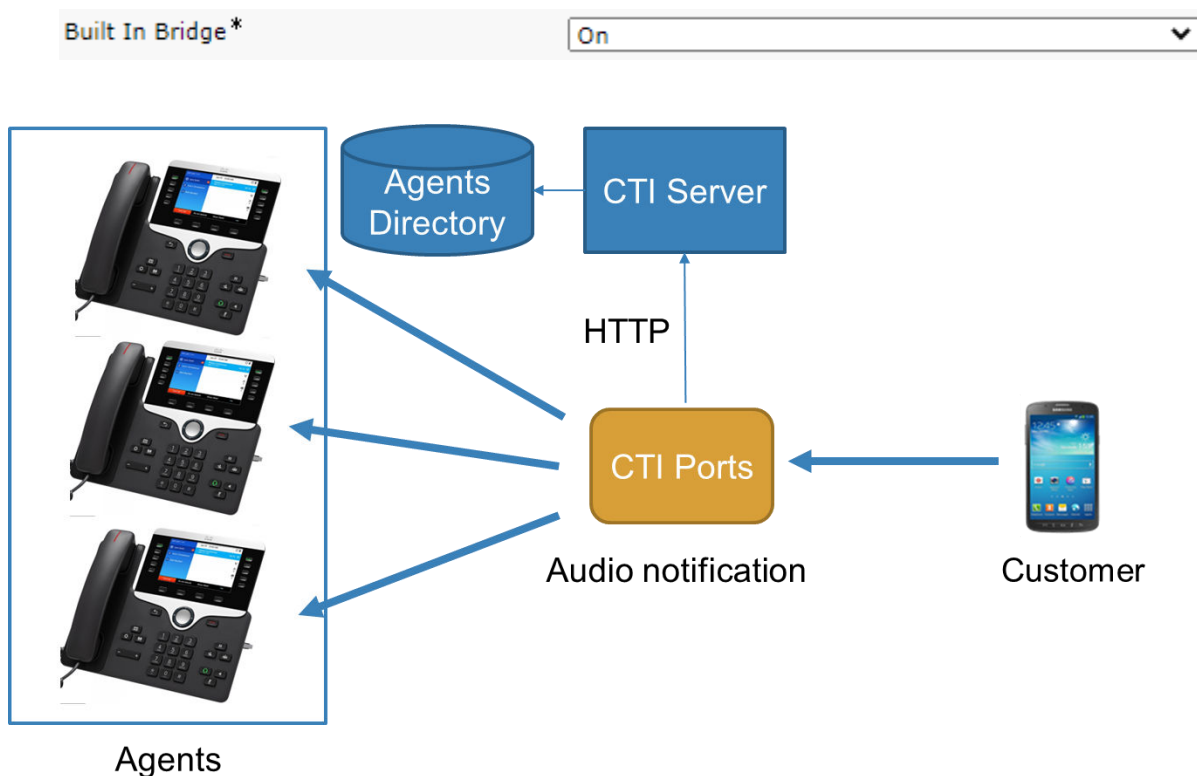 Built In Bridge*
On
Agents
Directory
CTI Server
HTTP
CTI Ports
Audio notification
Customer
Agents